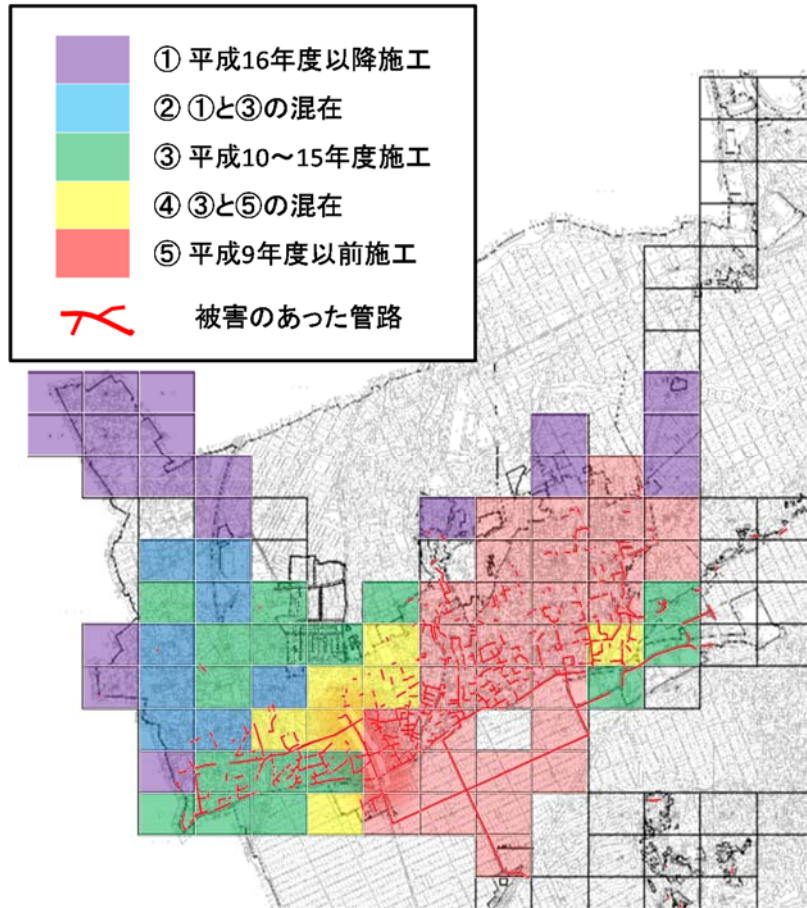 ① 平成16年度以降施工
② ①と③の混在
③ 平成10～15年度施工
④ ③と⑤の混在
⑤ 平成9年度以前施工
被害のあった管路